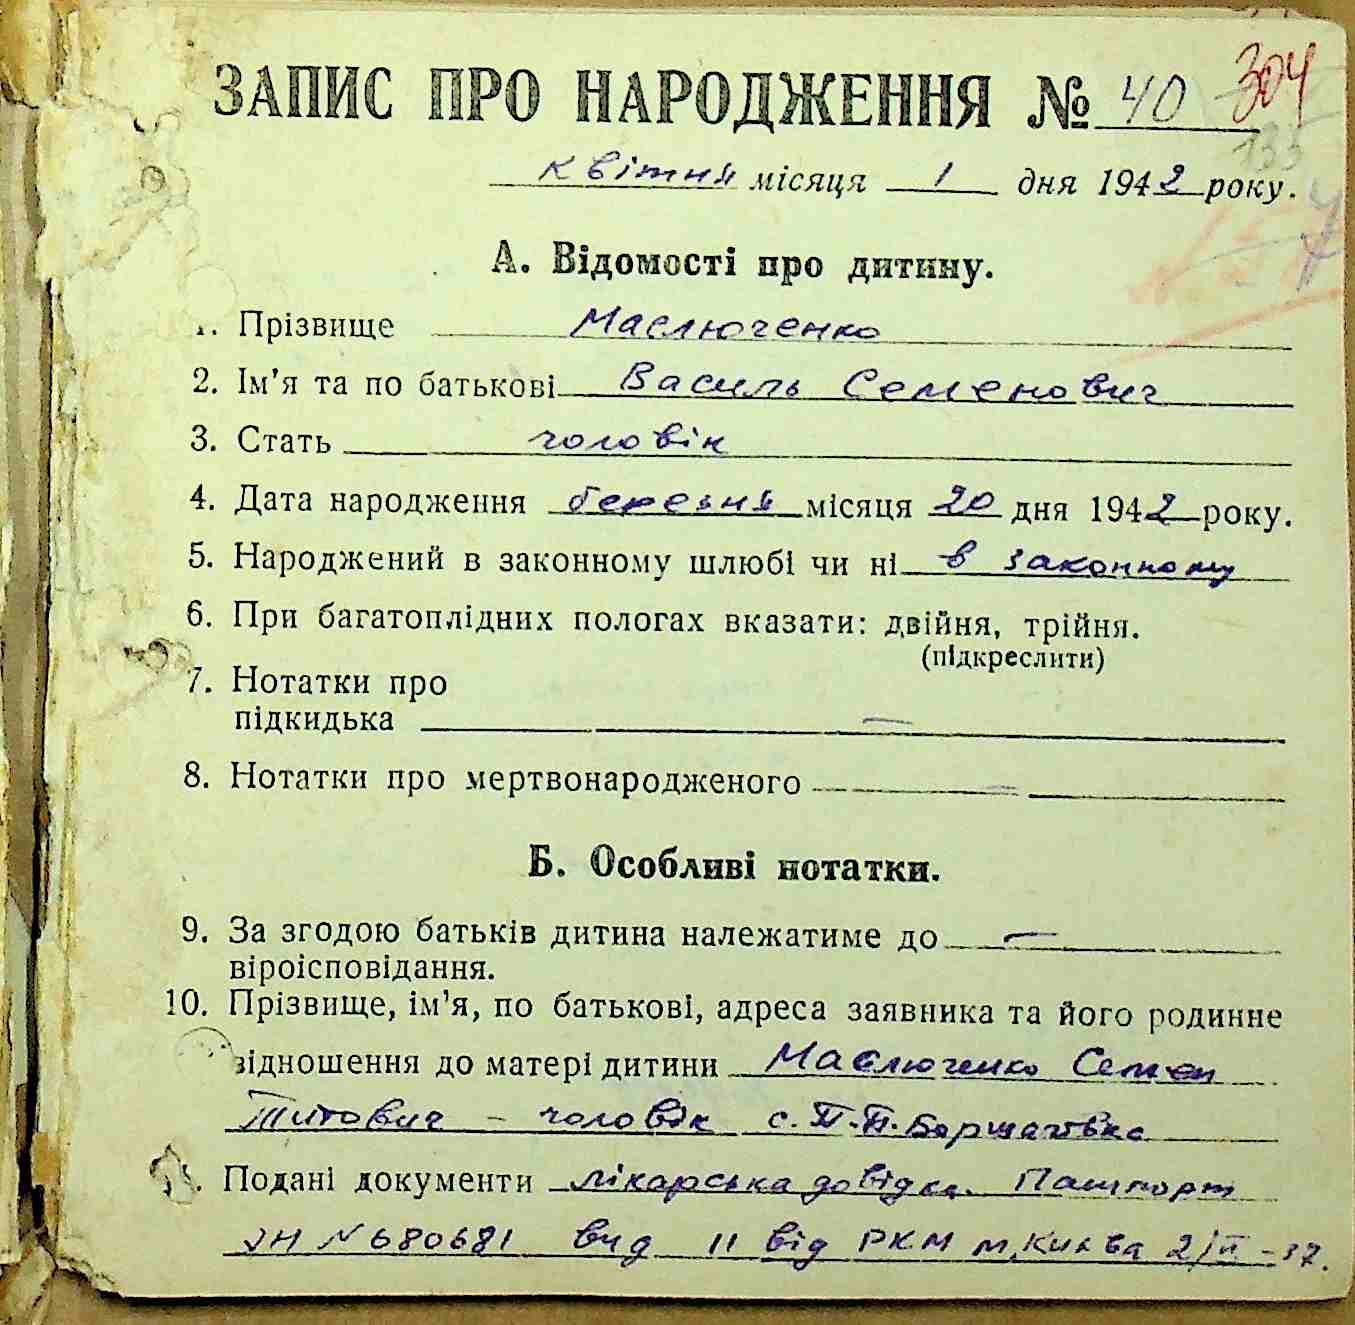 ЗАПИС ПРО НАРОДЖЕННЯ № 40 304
135
квітня місяця 1 дня 1942 року.
А. Відомості про дитину.
1. Прізвище Маслюченко
2. Ім'я та по батькові Василь Семенович
3. Стать чоловік
4. Дата народження березня місяця 20 дня 1942 року.
5. Народжений в законному шлюбі чи ні в законному
6. При багатоплідних пологах вказати: двійня, трійня.
(підкреслити)
7. Нотатки про
підкидька —
8. Нотатки про мертвонародженого —
Б. Особливі нотатки.
9. За згодою батьків дитина належатиме до —
віроісповідання.
10. Прізвище, ім'я, по батькові, адреса заявника та його родинне
відношення до матері дитини Маслюченко Семен
Титович – чоловік с. П-П. Борщагівка
Подані документи лікарська довідка. Пашпорт
N 680681 вид 11 від РКМ м. Київа 2/ -37.